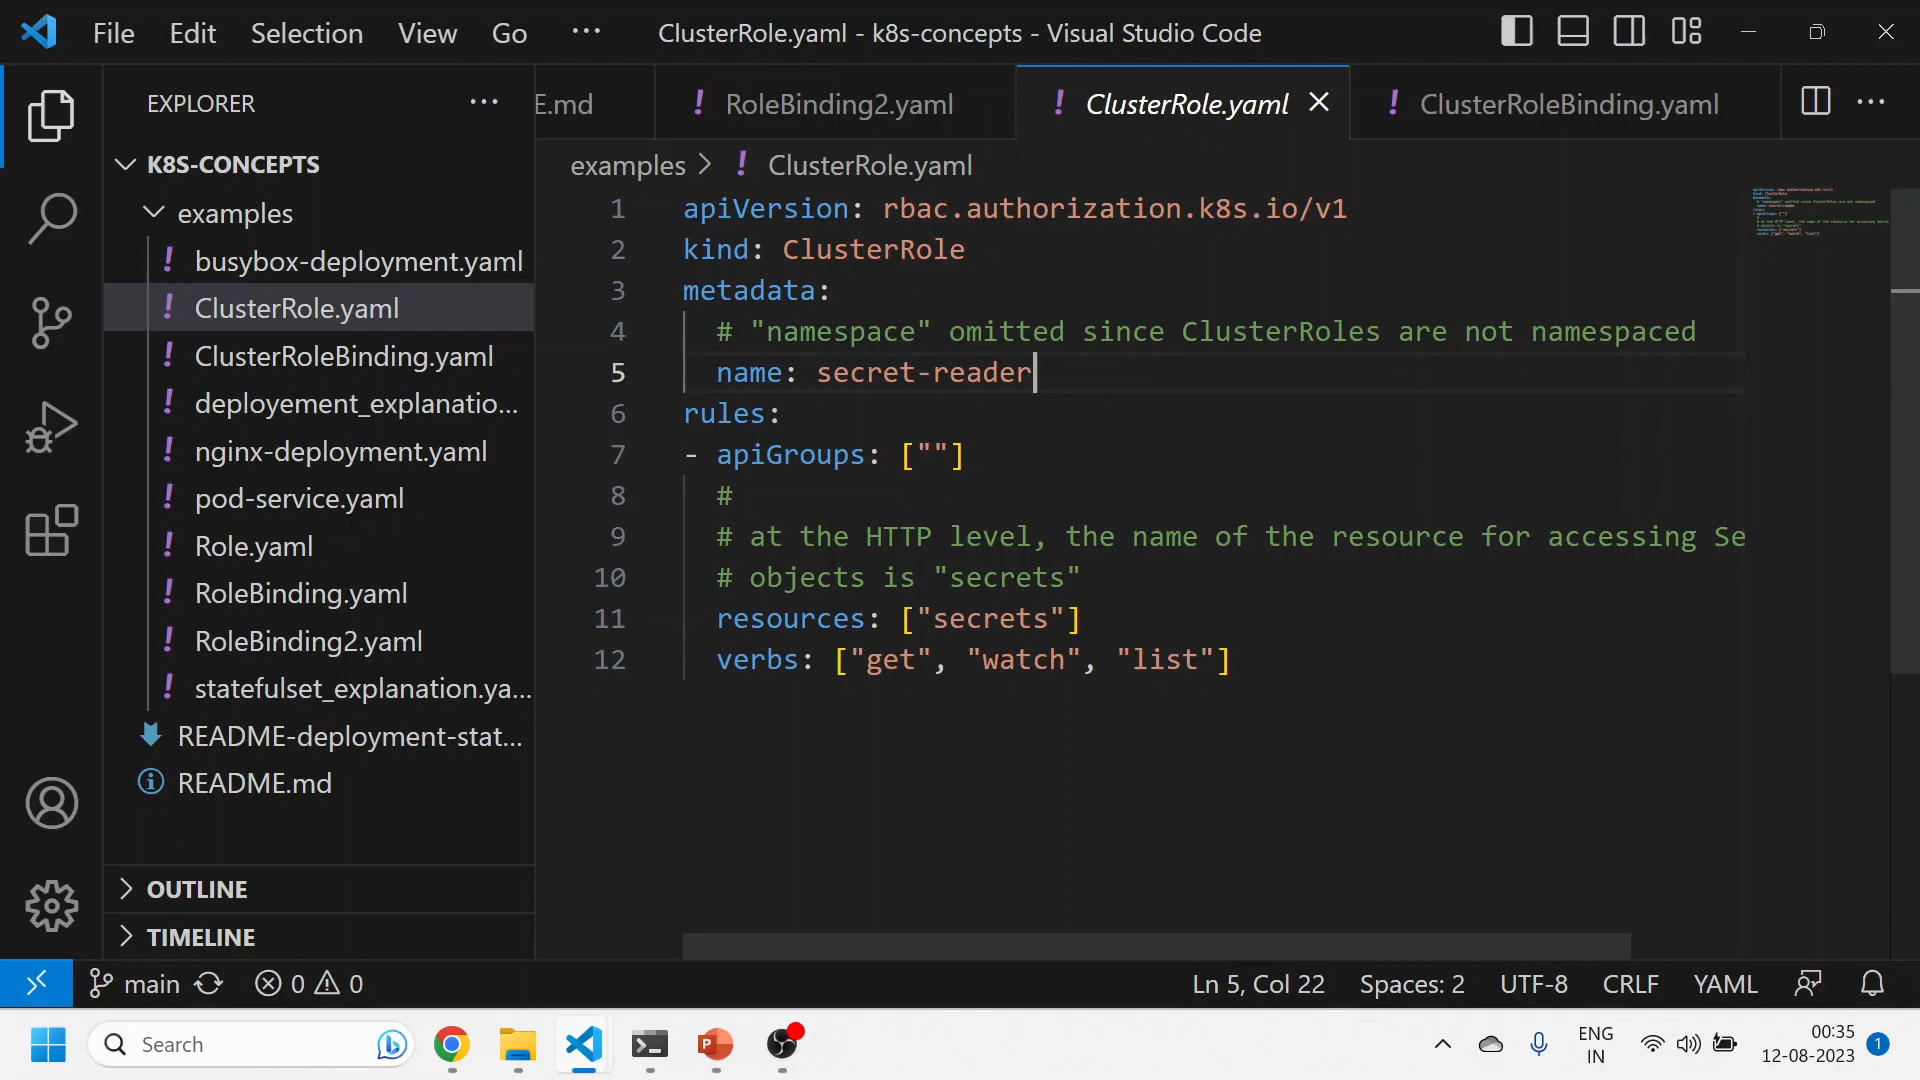 File Edit Selection View Go ··· ClusterRole.yaml - k8s-concepts - Visual Studio Code
EXPLORER ···
E.md ! RoleBinding2.yaml ! ClusterRole.yaml ! ClusterRoleBinding.yaml ···
K8S-CONCEPTS
examples
! busybox-deployment.yaml
! ClusterRole.yaml
! ClusterRoleBinding.yaml
! deployement_explanatio...
! nginx-deployment.yaml
! pod-service.yaml
! Role.yaml
! RoleBinding.yaml
! RoleBinding2.yaml
! statefulset_explanation.ya...
README-deployment-stat...
README.md
OUTLINE
TIMELINE
examples > ! ClusterRole.yaml
1 apiVersion: rbac.authorization.k8s.io/v1
2 kind: ClusterRole
3 metadata:
4 # "namespace" omitted since ClusterRoles are not namespaced
5 name: secret-reader
6 rules:
7 - apiGroups: [""]
8 #
9 # at the HTTP level, the name of the resource for accessing Se
10 # objects is "secrets"
11 resources: ["secrets"]
12 verbs: ["get", "watch", "list"]
main 0 0 Ln 5, Col 22 Spaces: 2 UTF-8 CRLF YAML
Search
ENG
IN
00:35
12-08-2023
1